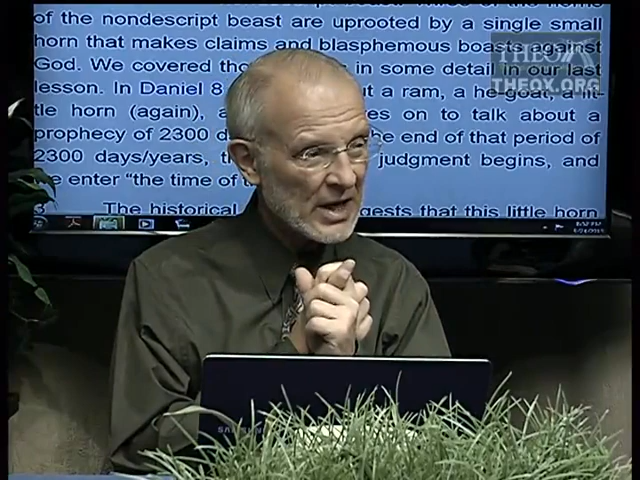 of the nondescript beast are uprooted by a single small
horn that makes claims and blasphemous boasts against
God. We covered in some detail in our last
lesson. In Daniel 8 a ram, a he-goat, a lit-
tle horn (again), on to talk about a
prophecy of 2300 d he end of that period of
2300 days/years, judgment begins, and
we enter "the time of
The historical gests that this little horn
THEOX
THEOX.ORG
SAMSUNG